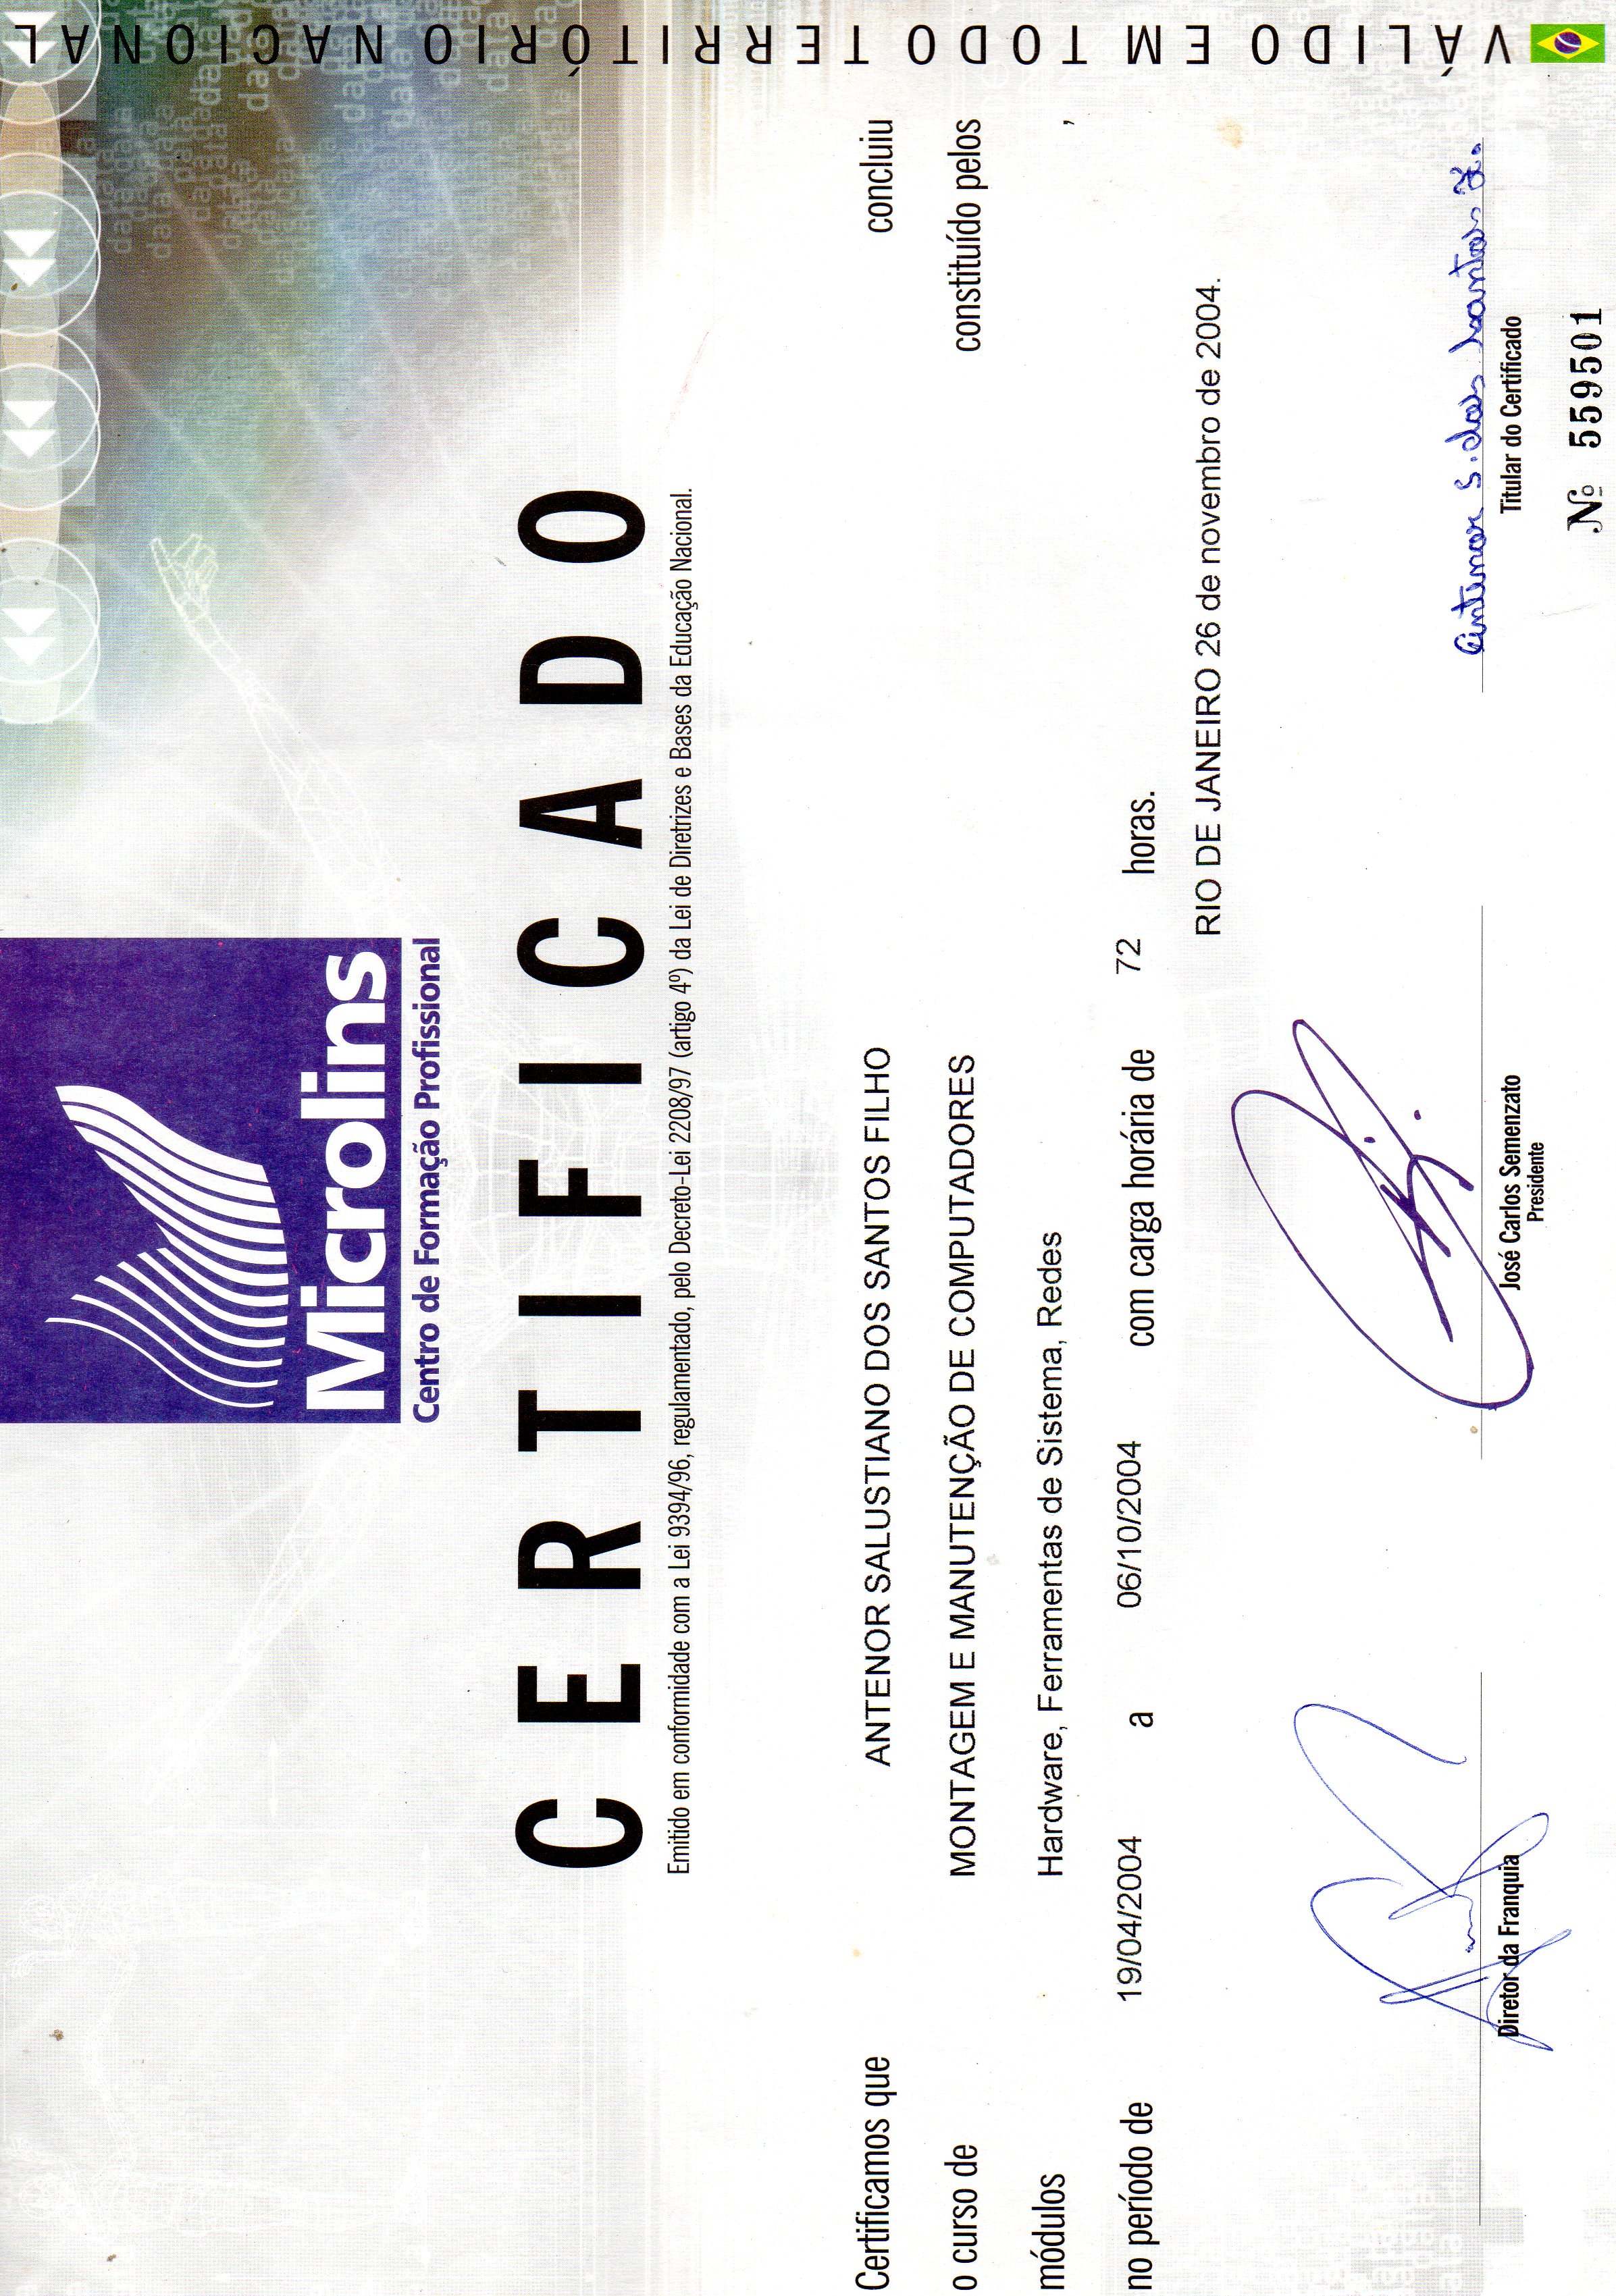 Microlins
Centro de Formação Profissional
CERTIFICADO
Emitido em conformidade com a Lei 9394/96, regulamentado, pelo Decreto-Lei 2208/97 (artigo 4º) da Lei de Diretrizes e Bases da Educação Nacional.
Certificamos que ANTENOR SALUSTIANO DOS SANTOS FILHO concluiu
o curso de MONTAGEM E MANUTENÇÃO DE COMPUTADORES constituído pelos
módulos Hardware, Ferramentas de Sistema, Redes ,
no período de 19/04/2004 a 06/10/2004 com carga horária de 72 horas.
RIO DE JANEIRO 26 de novembro de 2004.
Antenor S. dos Santos F.
Diretor da Franquia
José Carlos Semenzato
Presidente
Titular do Certificado
Nº 559501
VÁLIDO EM TODO TERRITÓRIO NACIONAL